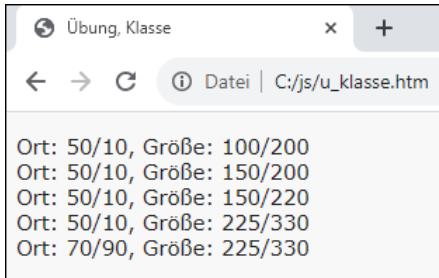 Übung, Klasse
Datei C:/js/u_klasse.htm
Ort: 50/10, Größe: 100/200
Ort: 50/10, Größe: 150/200
Ort: 50/10, Größe: 150/220
Ort: 50/10, Größe: 225/330
Ort: 70/90, Größe: 225/330